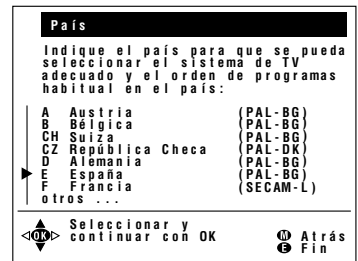 País
Indique el país para que se pueda
seleccionar el sistema de TV
adecuado y el orden de programas
habitual en el país:
A Austria (PAL-BG)
B Bélgica (PAL-BG)
CH Suiza (PAL-BG)
CZ República Checa (PAL-DK)
D Alemania (PAL-BG)
E España (PAL-BG)
F Francia (SECAM-L)
otros ...
Seleccionar y
OK continuar con OK
M Atrás
E Fin